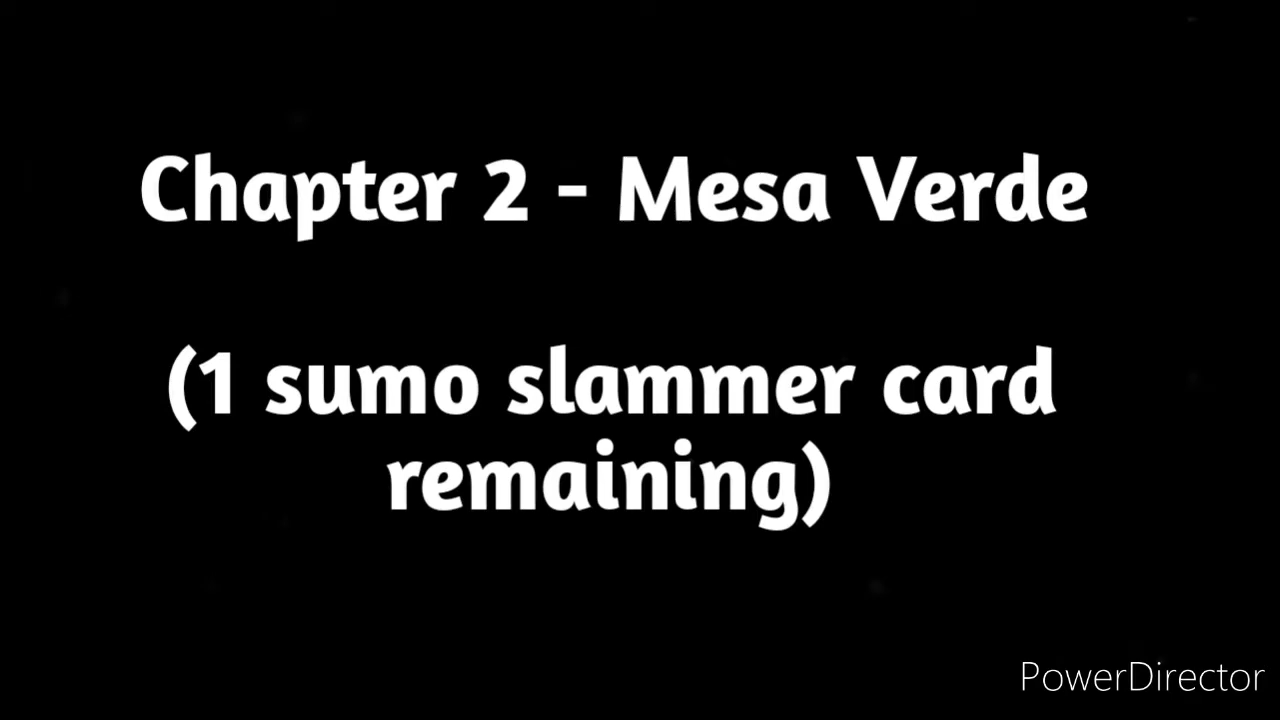 Chapter 2 - Mesa Verde
(1 sumo slammer card
remaining)
PowerDirector